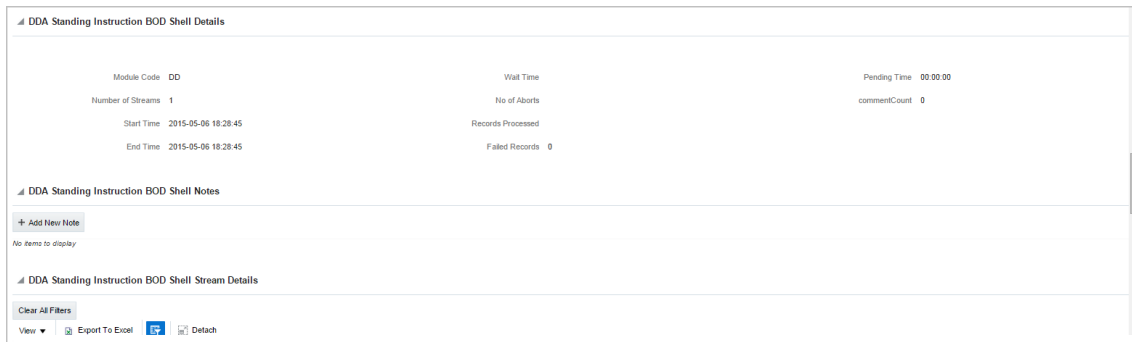 DDA Standing Instruction BOD Shell Details
Module Code DD Wait Time Pending Time 00:00:00
Number of Streams 1 No of Aborts commentCount 0
Start Time 2015-05-06 18:28:45 Records Processed
End Time 2015-05-06 18:28:45 Failed Records 0
DDA Standing Instruction BOD Shell Notes
+ Add New Note
No items to display
DDA Standing Instruction BOD Shell Stream Details
Clear All Filters
View Export To Excel Detach